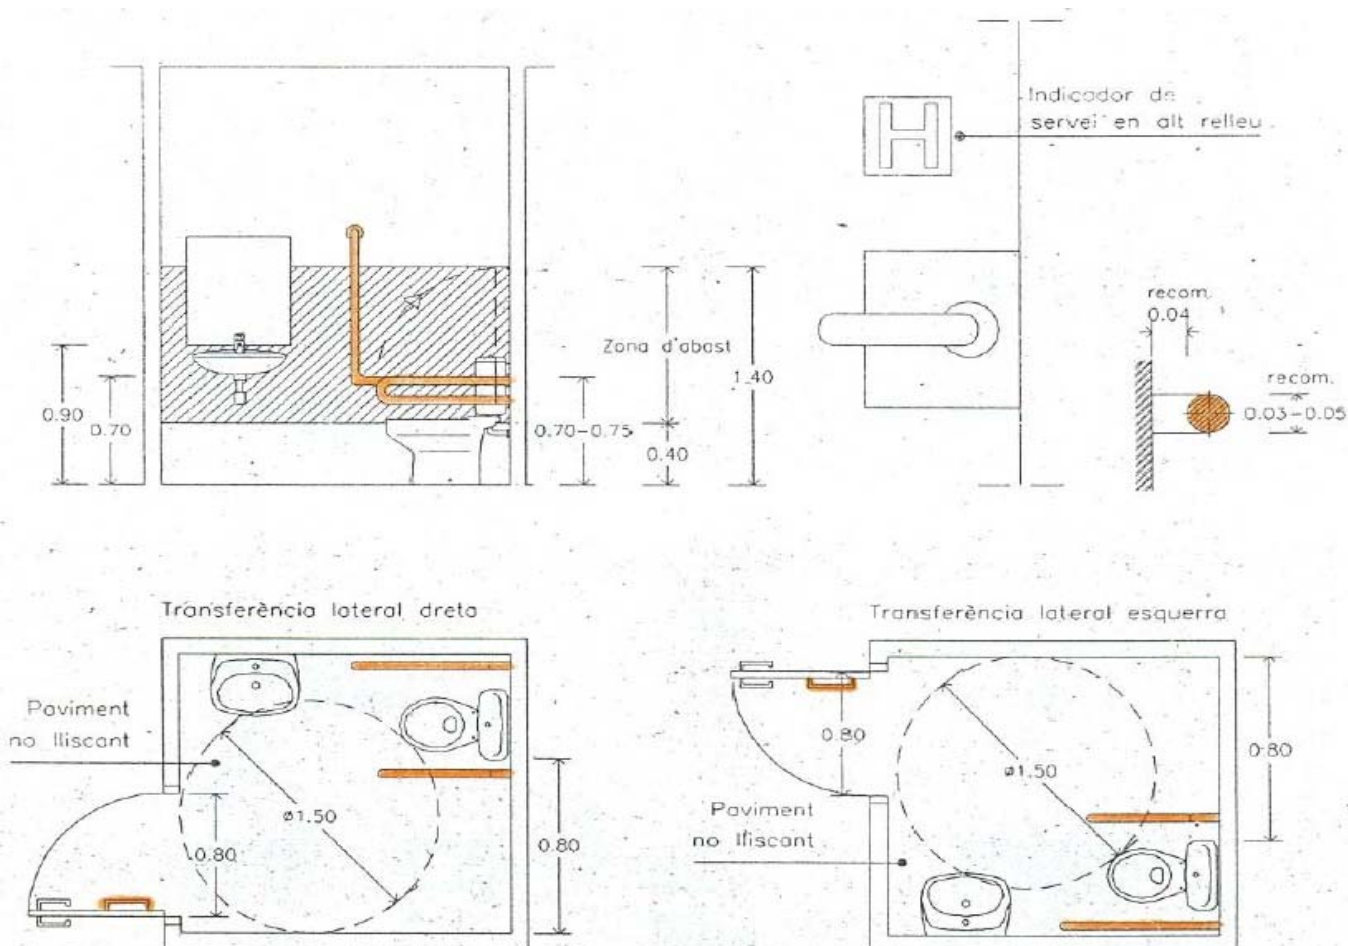 Indicador de
servei en alt relleu
H
recom.
0.04
recom.
0.03-0.05
Zona d'abast
1.40
0.90
0.70
0.70-0.75
0.40
Transferència lateral dreta
Paviment
no lliscant
ø1.50
0.80
0.80
Transferència lateral esquerra
0.80
0.80
ø1.50
Paviment
no lliscant